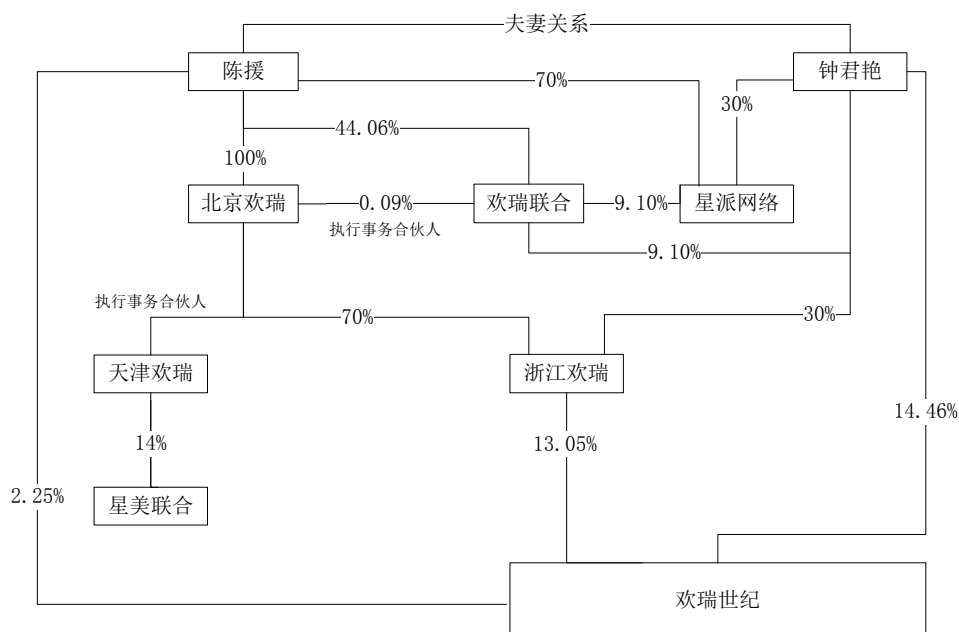 夫妻关系
陈援
钟君艳
70%
30%
44.06%
100%
北京欢瑞
0.09%
欢瑞联合
9.10%
星派网络
执行事务合伙人
9.10%
执行事务合伙人
70%
30%
天津欢瑞
浙江欢瑞
14.46%
14%
13.05%
2.25%
星美联合
欢瑞世纪